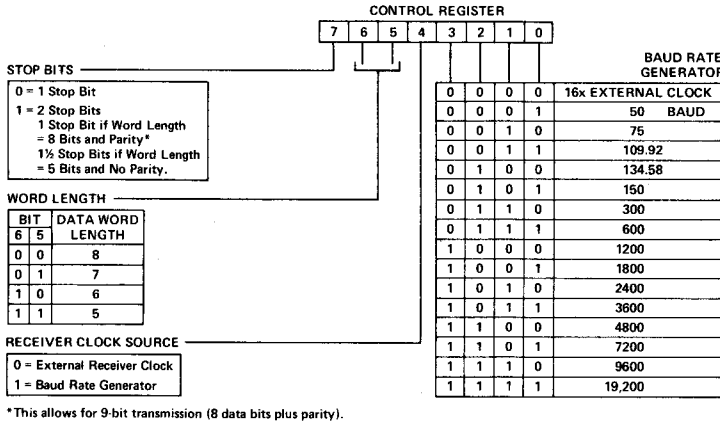 CONTROL REGISTER
7 6 5 4 3 2 1 0
STOP BITS
0 = 1 Stop Bit
1 = 2 Stop Bits
1 Stop Bit if Word Length
= 8 Bits and Parity*
1½ Stop Bits if Word Length
= 5 Bits and No Parity.
WORD LENGTH
BIT DATA WORD
6 5 LENGTH
0 0 8
0 1 7
1 0 6
1 1 5
RECEIVER CLOCK SOURCE
0 = External Receiver Clock
1 = Baud Rate Generator
BAUD RATE
GENERATOR
0 0 0 0 16x EXTERNAL CLOCK
0 0 0 1 50 BAUD
0 0 1 0 75
0 0 1 1 109.92
0 1 0 0 134.58
0 1 0 1 150
0 1 1 0 300
0 1 1 1 600
1 0 0 0 1200
1 0 0 1 1800
1 0 1 0 2400
1 0 1 1 3600
1 1 0 0 4800
1 1 0 1 7200
1 1 1 0 9600
1 1 1 1 19,200
*This allows for 9-bit transmission (8 data bits plus parity).